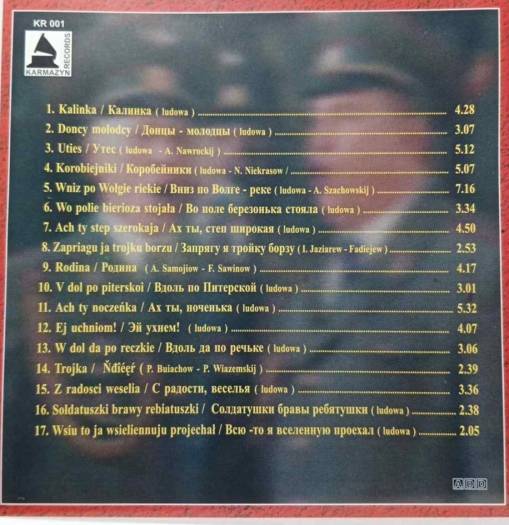 KR 001
KARMAZYN
RECORDS
1. Kalinka / Калинка ( ludowa ) 4.28
2. Doncy mołodcy / Донцы - молодцы ( ludowa ) 3.07
3. Uties / Утес ( ludowa - A. Nawrockij ) 5.12
4. Korobiejniki / Коробейники ( ludowa - N. Niekrasow / 5.07
5. Wniz po Wołgie riekie / Вниз по Волге - реке ( ludowa - A. Szachowskij ) 7.16
6. Wo polie bierioza stojała / Во поле березонька стояла ( ludowa ) 3.34
7. Ach ty step szerokaja / Ах ты, степ широкая ( ludowa ) 4.50
8. Zapriagu ja trojku borzu / Запрягу я тройку борзу ( I. Jaziarew - Fadiejew ) 2.53
9. Rodina / Родина ( A. Samojiow - F. Sawinow ) 4.17
10. V dol po piterskoi / Вдоль по Питерской ( ludowa ) 3.01
11. Ach ty noczeńka / Ах ты, ноченька ( ludowa ) 5.32
12. Ej uchniom! / Эй ухнем! ( ludowa ) 4.07
13. W dol da po reczkie / Вдоль да по речьке ( ludowa ) 3.06
14. Trojka / Ňđîéęŕ ( P. Buiachow - P. Wiazemskij ) 2.39
15. Z radosci weselia / С радости, веселья ( ludowa ) 3.36
16. Sołdatuszki brawy rebiatuszki / Солдатушки бравы ребятушки ( ludowa ) 2.38
17. Wsiu to ja wsieliennuju projechał / Всю -то я вселенную проехал ( ludowa ) 2.05